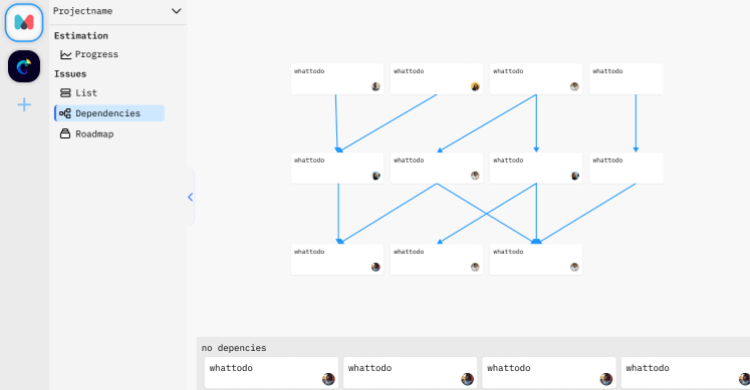 Projectname
Estimation
Progress
Issues
List
Dependencies
Roadmap
whattodo
whattodo
whattodo
whattodo
whattodo
whattodo
whattodo
whattodo
whattodo
whattodo
whattodo
no depencies
whattodo
whattodo
whattodo
whattodo